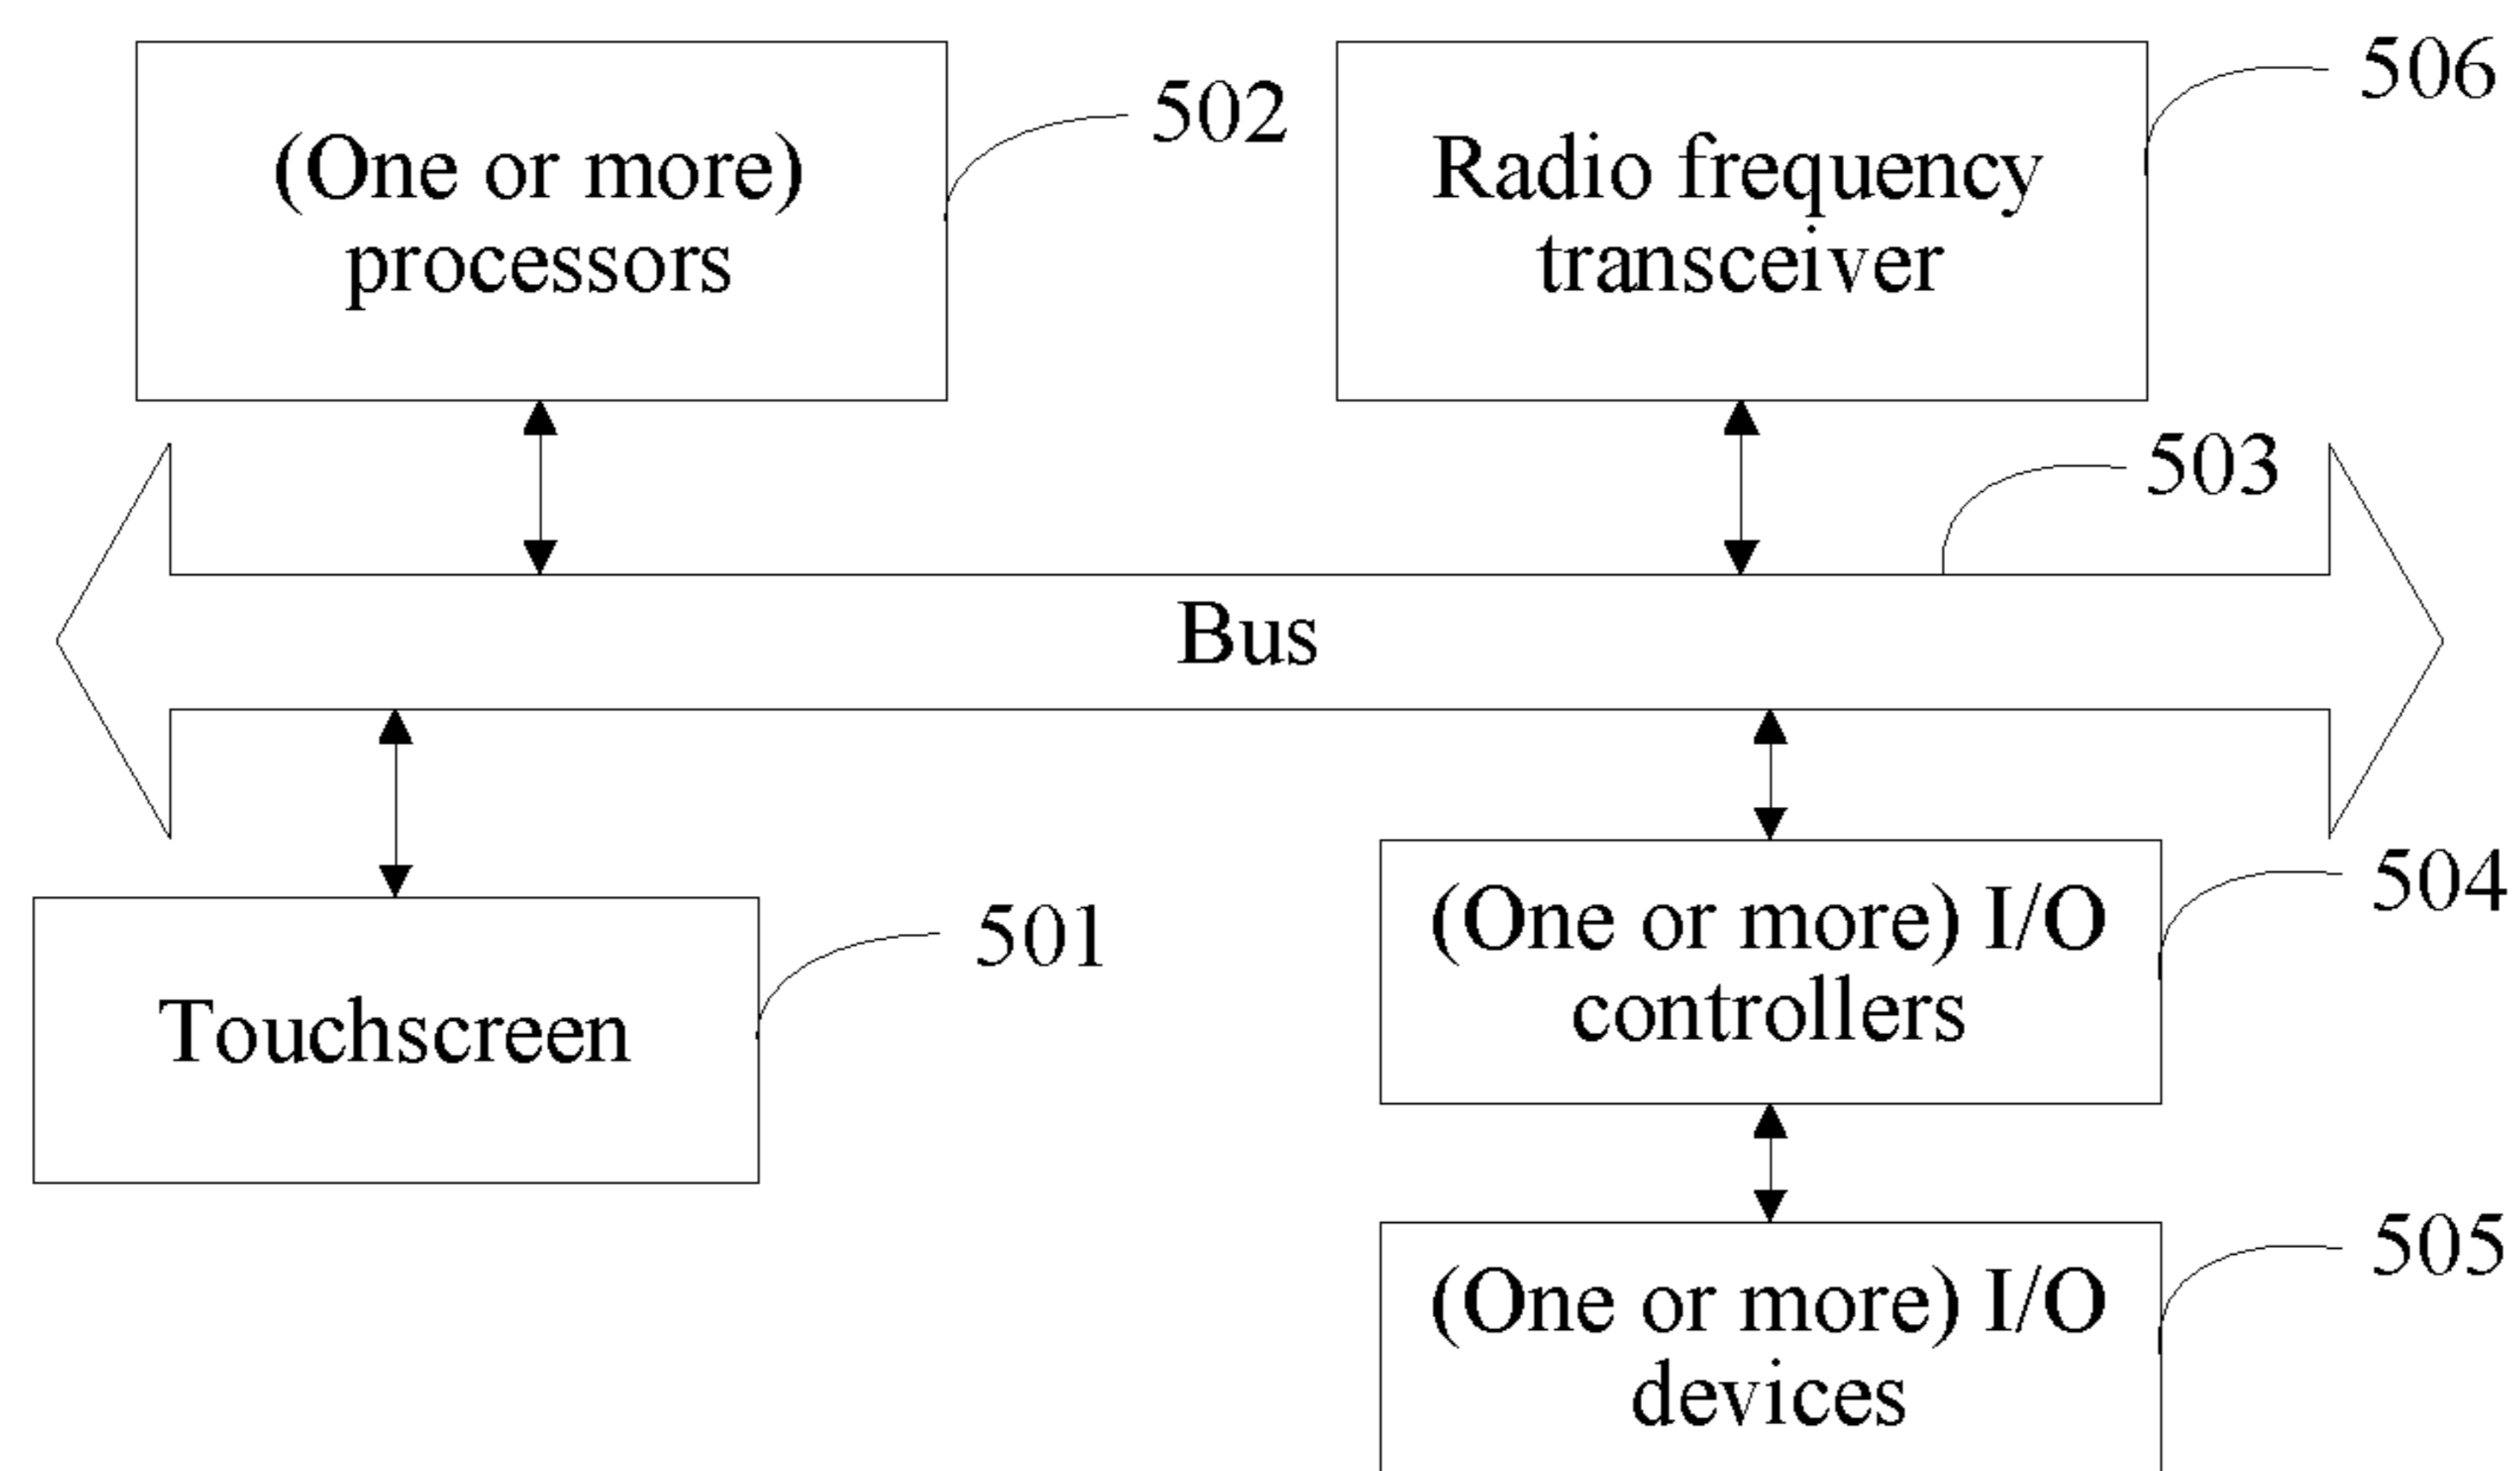 (One or more)
processors
502
Radio frequency
transceiver
506
503
Bus
Touchscreen
501
(One or more) I/O
controllers
504
(One or more) I/O
devices
505